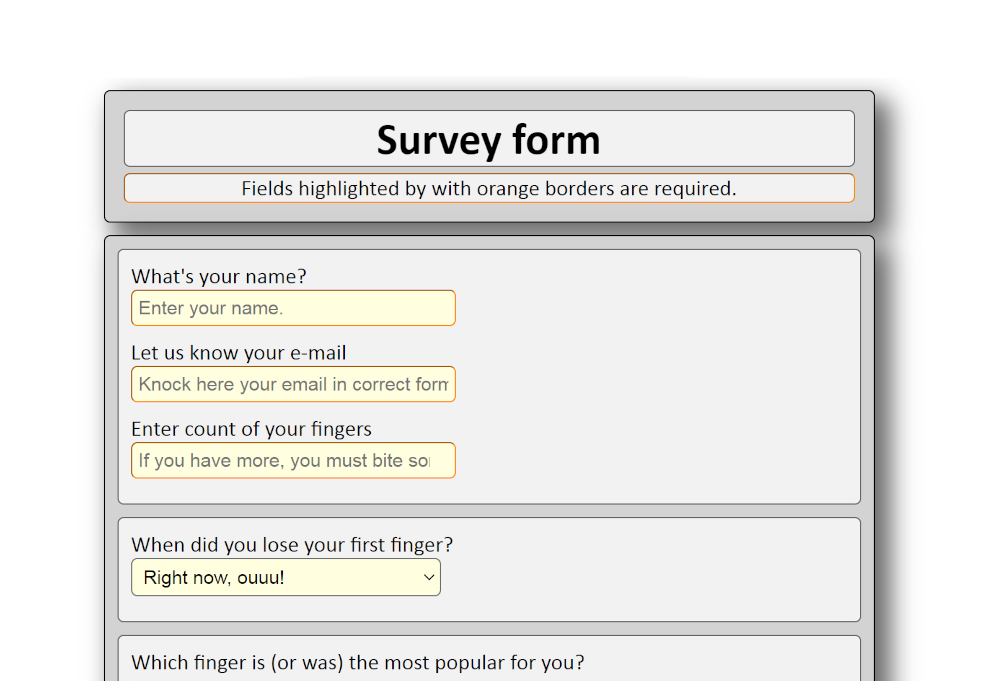 Survey form
Fields highlighted by with orange borders are required.
What's your name?
Enter your name.
Let us know your e-mail
Knock here your email in correct form
Enter count of your fingers
If you have more, you must bite
When did you lose your first finger?
Right now, ouuu!
Which finger is (or was) the most popular for you?